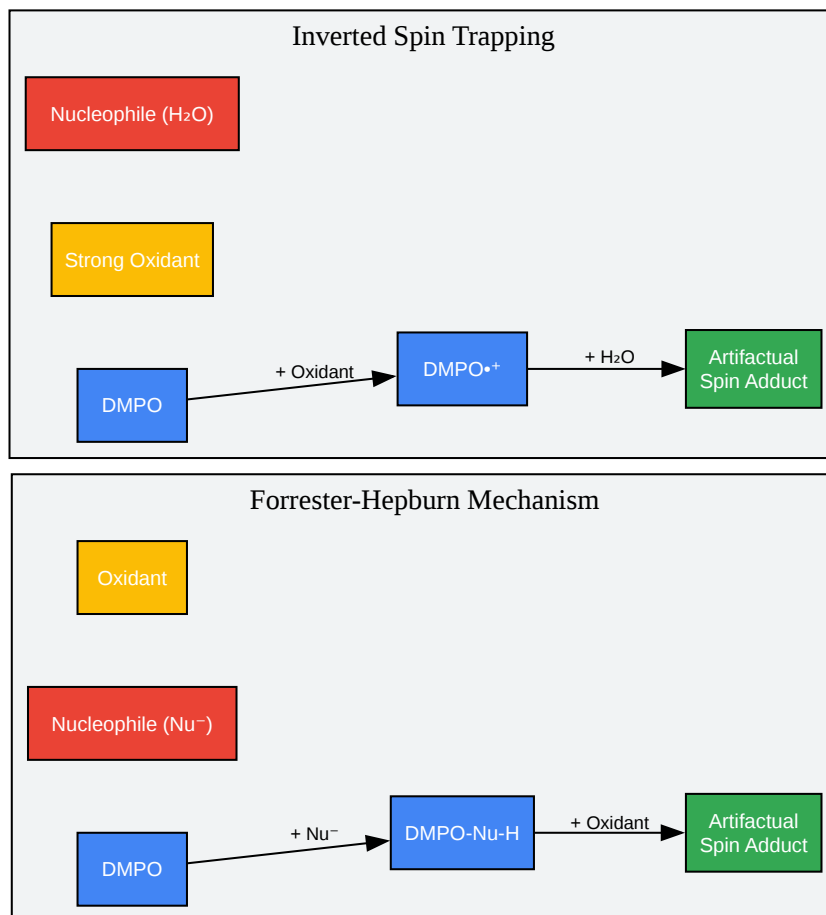 Inverted Spin Trapping
Nucleophile (H₂O)
Strong Oxidant
DMPO
+ Oxidant
DMPO•⁺
+ H₂O
Artifactual
Spin Adduct
Forrester-Hepburn Mechanism
Oxidant
Nucleophile (Nu⁻)
DMPO
+ Nu⁻
DMPO-Nu-H
+ Oxidant
Artifactual
Spin Adduct